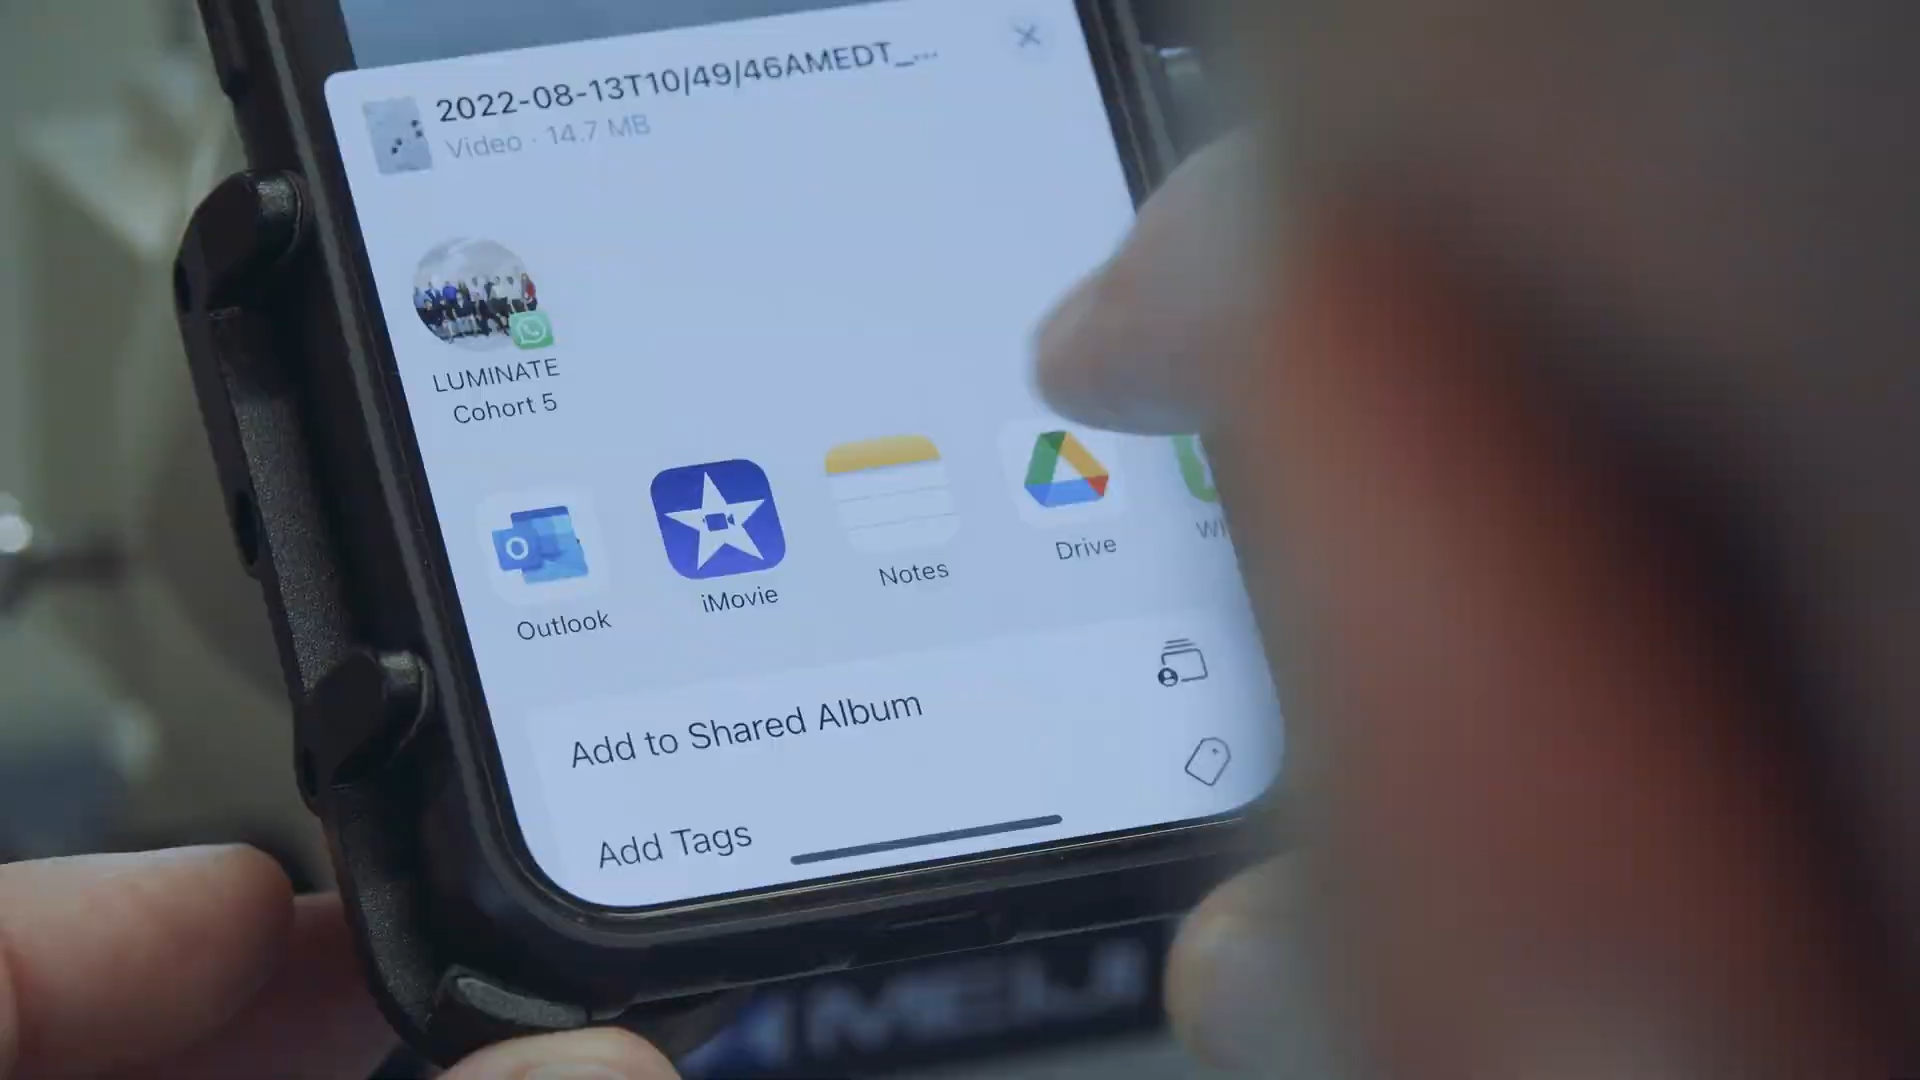 2022-08-13T10/49/46AMEDT_...
Video · 14.7 MB
LUMINATE
Cohort 5
Outlook
iMovie
Notes
Drive
Add to Shared Album
Add Tags
MEIJI